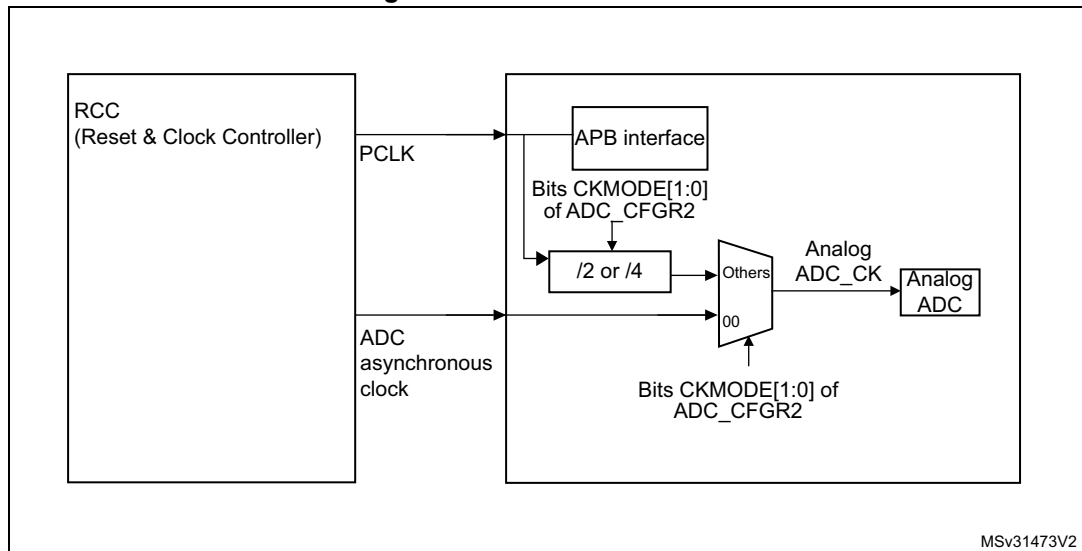 RCC
(Reset & Clock Controller)
PCLK
APB interface
Bits CKMODE[1:0]
of ADC_CFGR2
/2 or /4
Others
00
Analog
ADC_CK
Analog
ADC
ADC
asynchronous
clock
Bits CKMODE[1:0] of
ADC_CFGR2
MSv31473V2